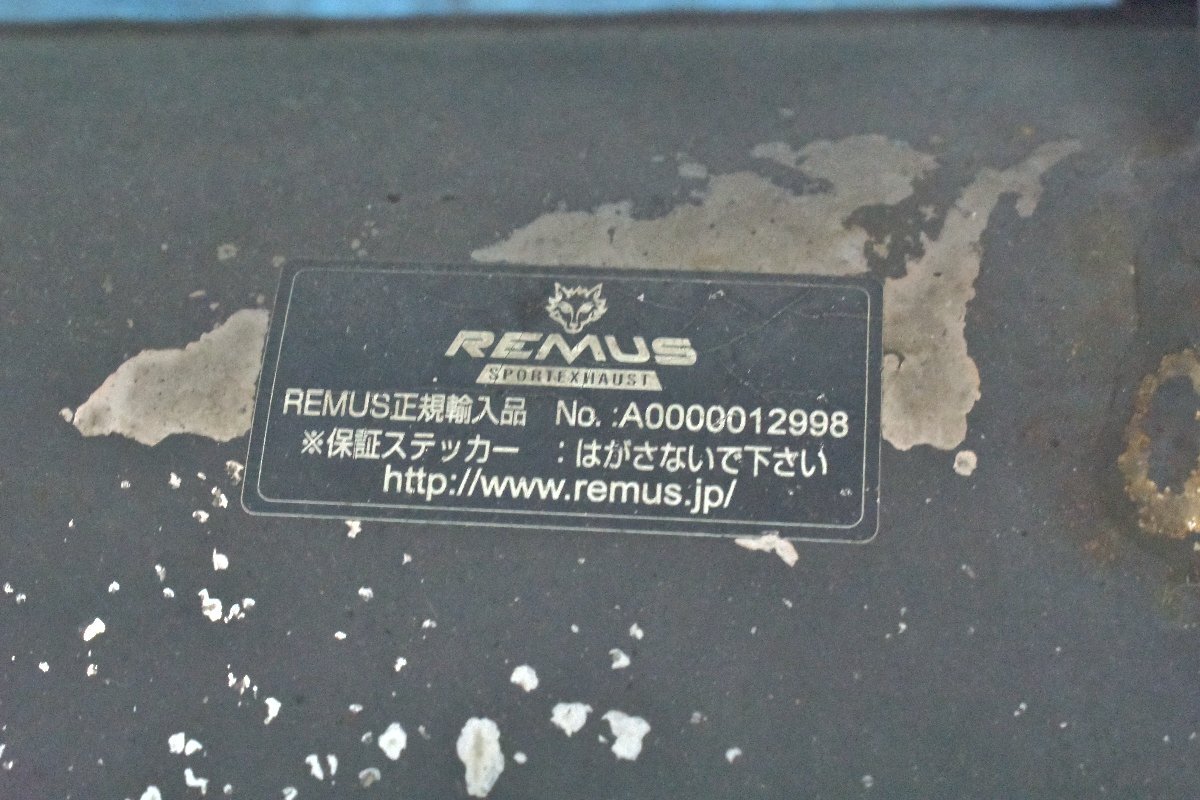 REMUS
SPORTEXHAUST
REMUS正規輸入品 No. :A0000012998
※保証ステッカー :はがさないで下さい
http://www.remus.jp/